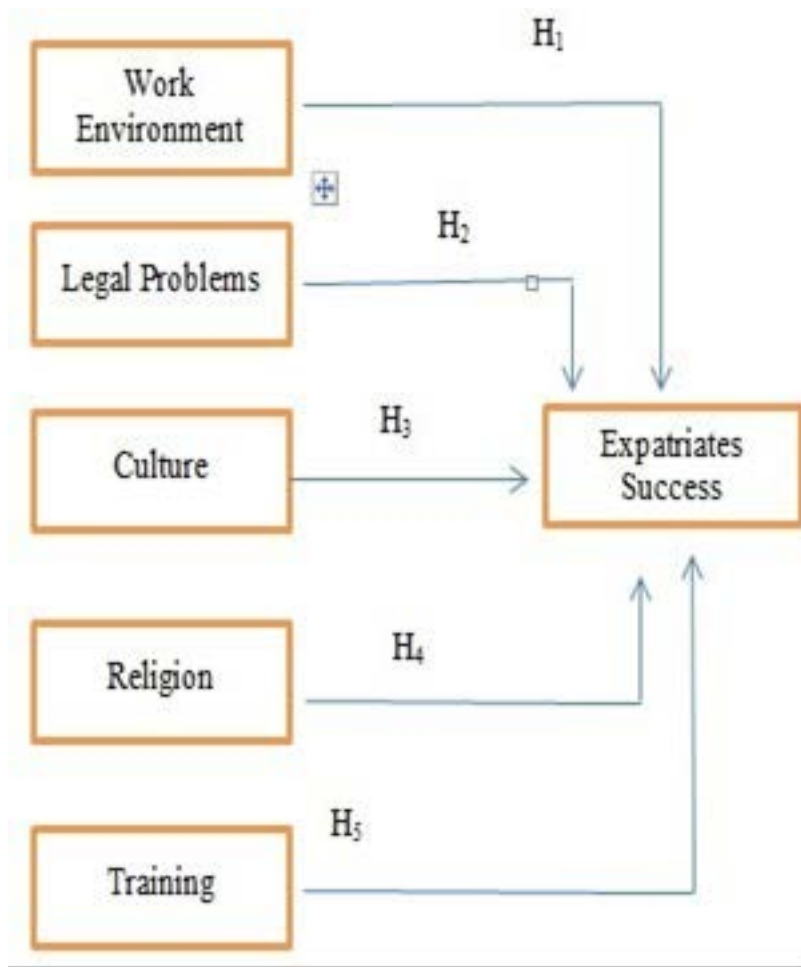 H₁
Work
Environment
H₂
Legal Problems
H₃
Culture
Expatriates
Success
H₄
Religion
H₅
Training